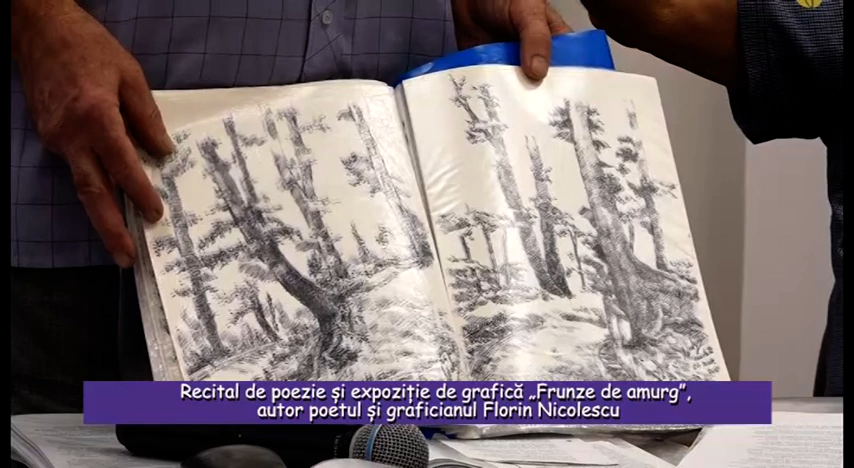 Recital de poezie și expoziție de grafică „Frunze de amurg”,
autor poetul și graficianul Florin Nicolescu